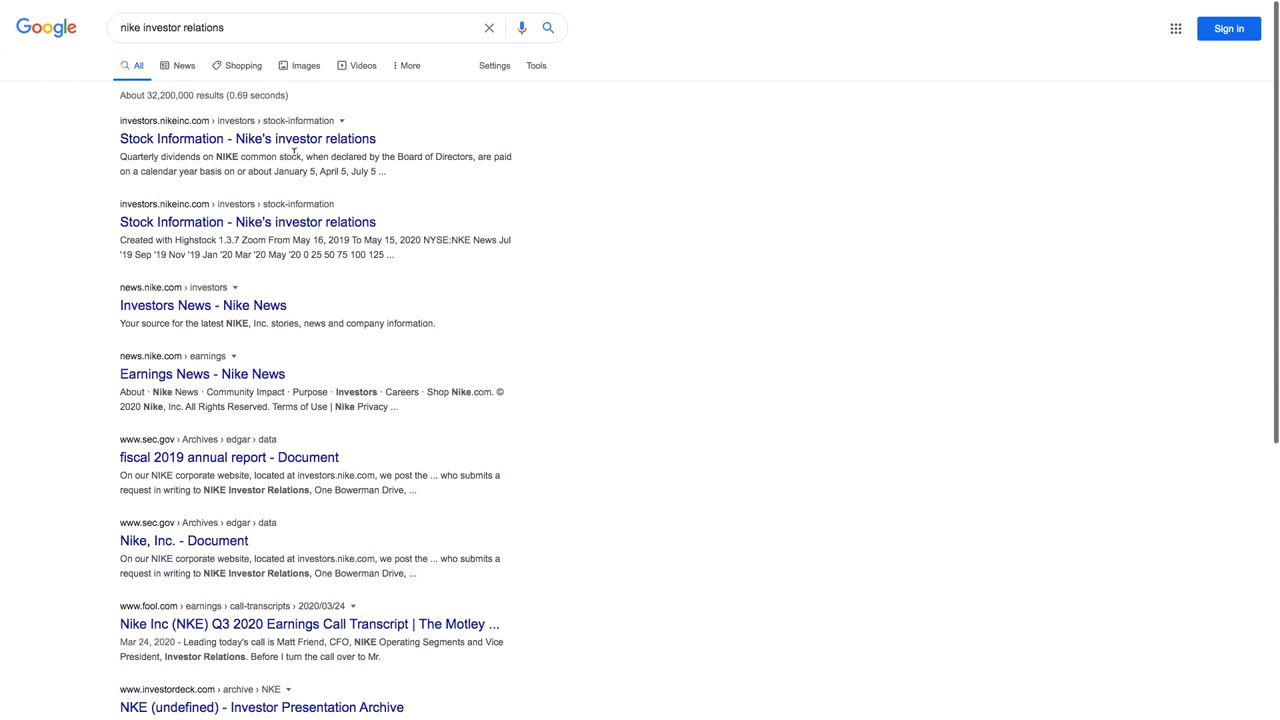 Google
nike investor relations
Sign in
All News Shopping Images Videos More Settings Tools
About 32,200,000 results (0.69 seconds)
investors.nikeinc.com › investors › stock-information
Stock Information - Nike's investor relations
Quarterly dividends on NIKE common stock, when declared by the Board of Directors, are paid
on a calendar year basis on or about January 5, April 5, July 5 ...
investors.nikeinc.com › investors › stock-information
Stock Information - Nike's investor relations
Created with Highstock 1.3.7 Zoom From May 16, 2019 To May 15, 2020 NYSE:NKE News Jul
'19 Sep '19 Nov '19 Jan '20 Mar '20 May '20 0 25 50 75 100 125 ...
news.nike.com › investors
Investors News - Nike News
Your source for the latest NIKE, Inc. stories, news and company information.
news.nike.com › earnings
Earnings News - Nike News
About · Nike News · Community Impact · Purpose · Investors · Careers · Shop Nike.com. ©
2020 Nike, Inc. All Rights Reserved. Terms of Use | Nike Privacy ...
www.sec.gov › Archives › edgar › data
fiscal 2019 annual report - Document
On our NIKE corporate website, located at investors.nike.com, we post the ... who submits a
request in writing to NIKE Investor Relations, One Bowerman Drive, ...
www.sec.gov › Archives › edgar › data
Nike, Inc. - Document
On our NIKE corporate website, located at investors.nike.com, we post the ... who submits a
request in writing to NIKE Investor Relations, One Bowerman Drive, ...
www.fool.com › earnings › call-transcripts › 2020/03/24
Nike Inc (NKE) Q3 2020 Earnings Call Transcript | The Motley ...
Mar 24, 2020 - Leading today's call is Matt Friend, CFO, NIKE Operating Segments and Vice
President, Investor Relations. Before I turn the call over to Mr.
www.investordeck.com › archive › NKE
NKE (undefined) - Investor Presentation Archive